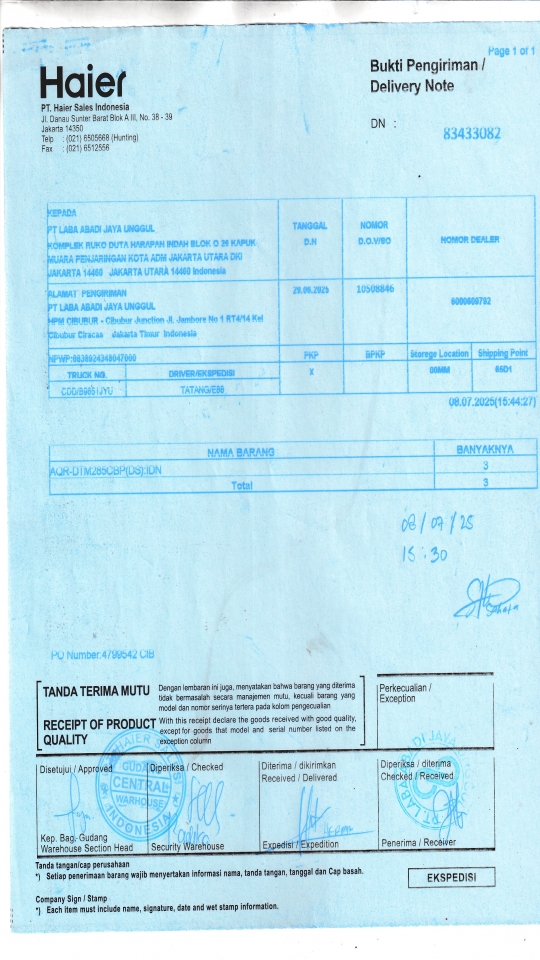 Page 1 of 1
Haier
PT. Haier Sales Indonesia
Jl. Danau Sunter Barat Blok A III, No. 38 - 39
Jakarta 14350
Telp : (021) 6505668 (Hunting)
Fax : (021) 6512556
Bukti Pengiriman /
Delivery Note
DN :
83433082
KEPADA
PT LABA ABADI JAYA UNGGUL
KOMPLEK RUKO DUTA HARAPAN INDAH BLOK O 25 KAPUK
MUARA PENJARINGAN KOTA ADM JAKARTA UTARA DKI
JAKARTA 14460 JAKARTA UTARA 14460 Indonesia
TANGGAL
D.N
NOMOR
D.O.V/SO
NOMOR DEALER
ALAMAT PENGIRIMAN
PT LABA ABADI JAYA UNGGUL
HPM CIBUBUR - Cibubur Junction Jl. Jambore No 1 RT4/14 Kel
Cibubur Ciracas Jakarta Timur Indonesia
10508846
NPWP:
PKP
BPKP
Storege Location
Shipping Point
TRUCK NO.
DRIVER/EKSPEDISI
X
TATANG/E88
08.07.2025(15:44:27)
NAMA BARANG
BANYAKNYA
AQR-DTM265CBP(DS):IDN
3
Total
3
08/07/25
15:30
PO Number:4799542 CIB
TANDA TERIMA MUTU
Dengan lembaran ini juga, menyatakan bahwa barang yang diterima
tidak bermasalah secara manajemen mutu, kecuali barang yang
model dan nomor serinya tertera pada kolom pengecualian
RECEIPT OF PRODUCT
QUALITY
With this receipt declare the goods received with good quality,
except for goods that model and serial number listed on the
exception column
Perkecualian /
Exception
Disetujui / Approved
Diperiksa / Checked
Diterima / dikirimkan
Received / Delivered
Diperiksa / diterima
Checked / Received
HAIER
GUDANG
CENTRAL
WARHOUSE
INDONESIA
Kep. Bag. Gudang
Warehouse Section Head
Security Warehouse
Expedisi / Expedition
Penerima / Receiver
Tanda tangan/cap perusahaan
*) Setiap penerimaan barang wajib menyertakan informasi nama, tanda tangan, tanggal dan Cap basah.
EKSPEDISI
Company Sign / Stamp
*) Each item must include name, signature, date and wet stamp information.